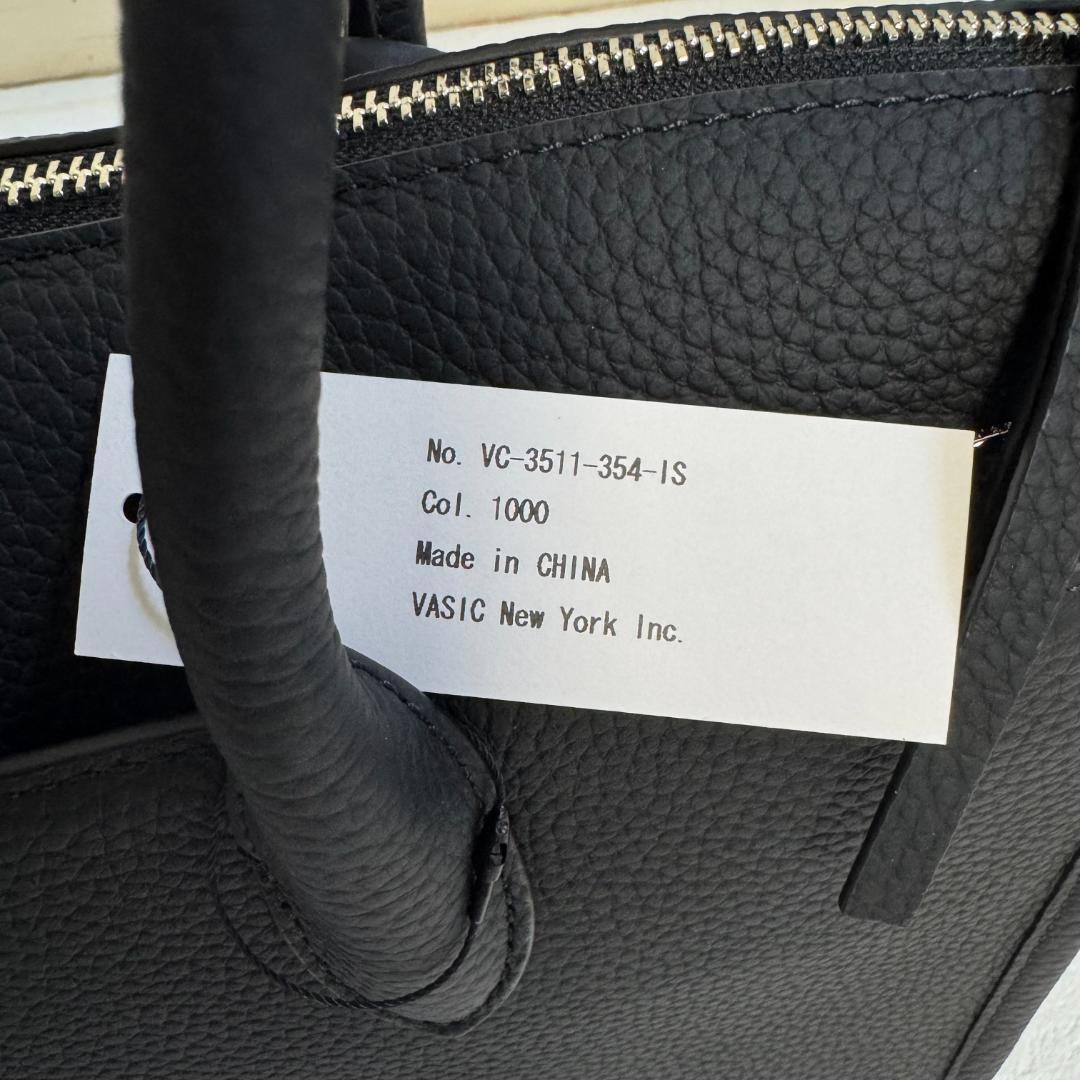 No. VC-3511-354-IS
Col. 1000
Made in CHINA
VASIC New York Inc.